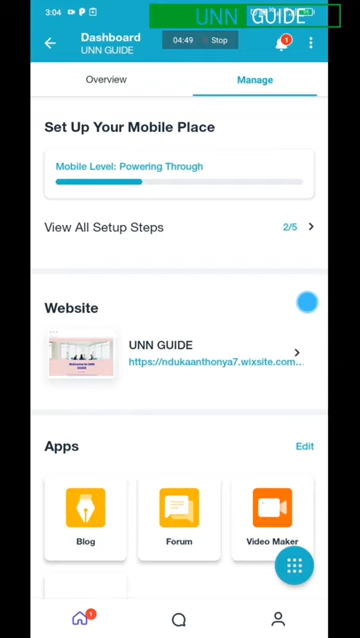 3:04
UNN GUIDE
Dashboard
UNN GUIDE
04:49 Stop
1
Overview
Manage
Set Up Your Mobile Place
Mobile Level: Powering Through
View All Setup Steps
2/5
Website
UNN GUIDE
https://ndukaanthonya7.wixsite.com...
Apps
Edit
Blog
Forum
Video Maker
1